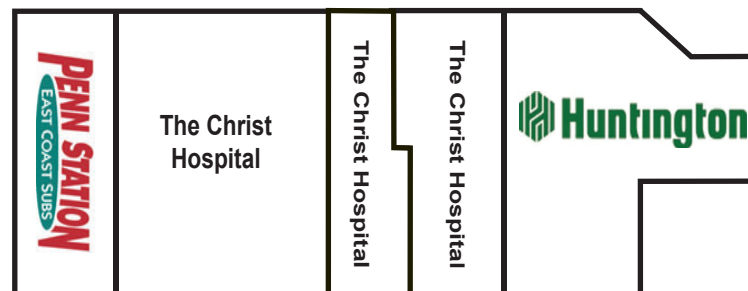 PENN STATION
EAST COAST SUBS
The Christ
Hospital
The Christ Hospital
The Christ Hospital
Huntington